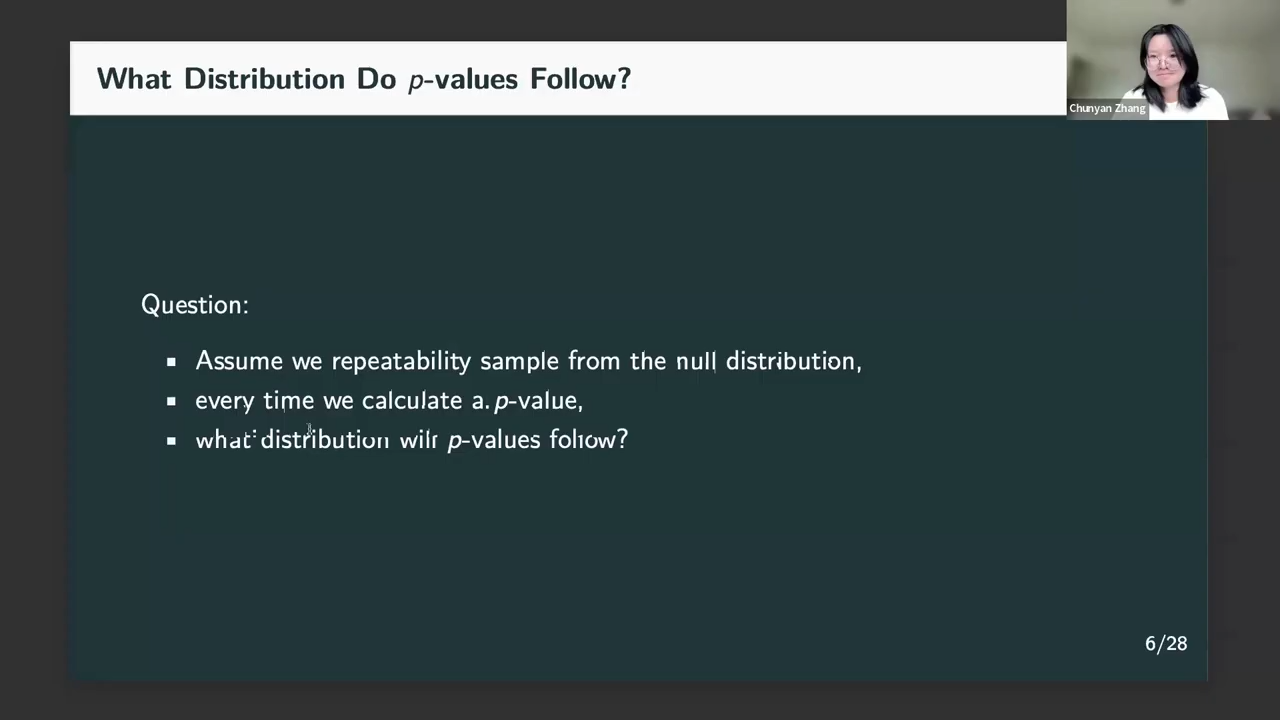 What Distribution Do p-values Follow?
Chunyan Zhang
Question:
Assume we repeatability sample from the null distribution,
every time we calculate a p-value,
what distribution will p-values follow?
6/28